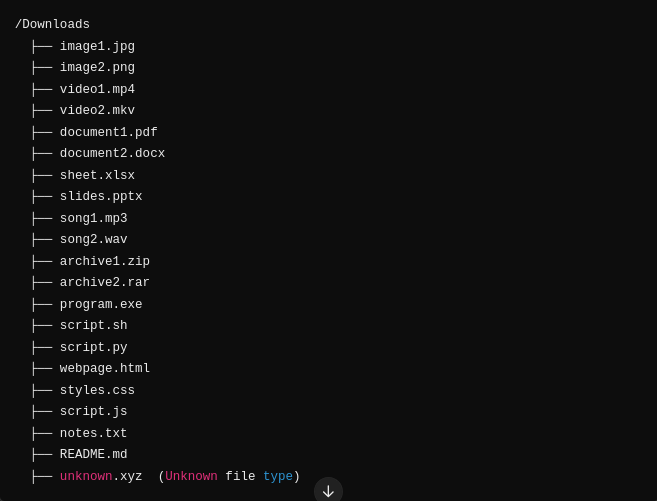 /Downloads
├── image1.jpg
├── image2.png
├── video1.mp4
├── video2.mkv
├── document1.pdf
├── document2.docx
├── sheet.xlsx
├── slides.pptx
├── song1.mp3
├── song2.wav
├── archive1.zip
├── archive2.rar
├── program.exe
├── script.sh
├── script.py
├── webpage.html
├── styles.css
├── script.js
├── notes.txt
├── README.md
├── unknown.xyz  (Unknown file type)